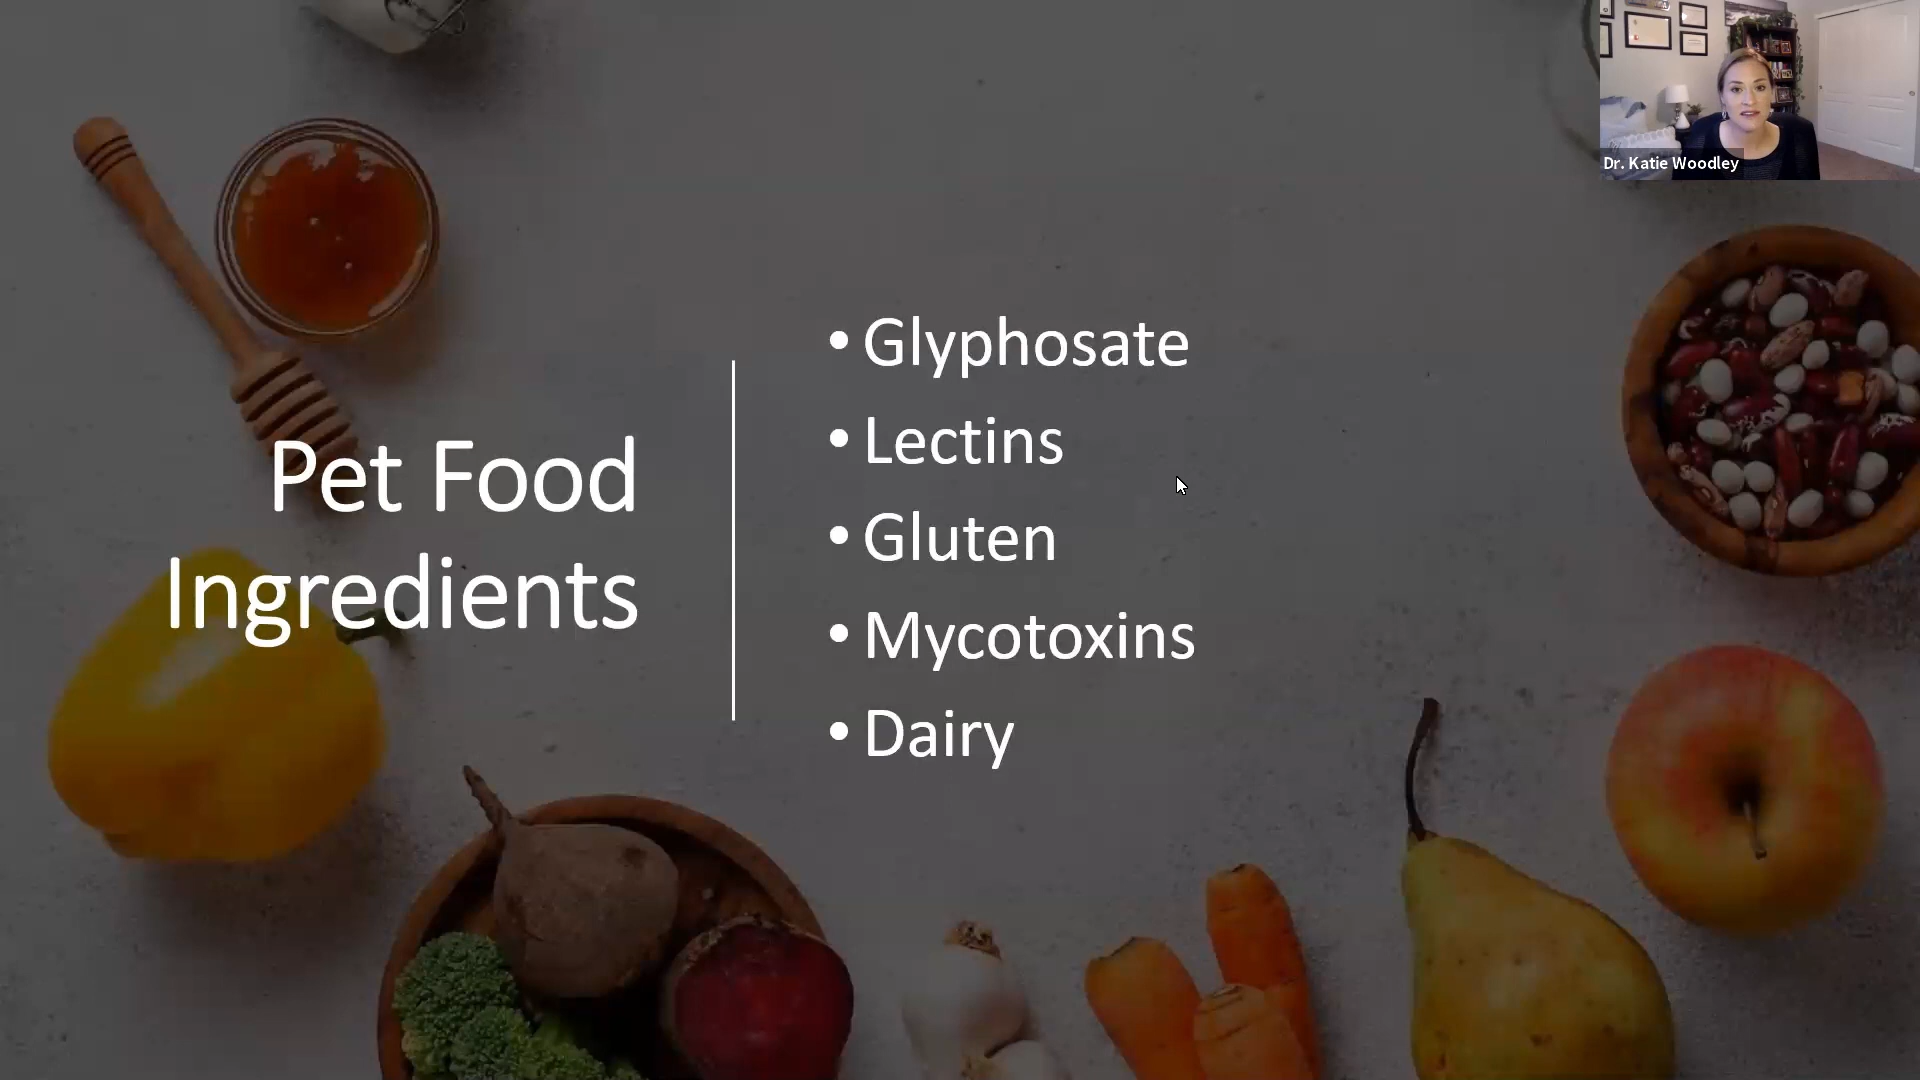 Dr. Katie Woodley
Pet Food
Ingredients
• Glyphosate
• Lectins
• Gluten
• Mycotoxins
• Dairy